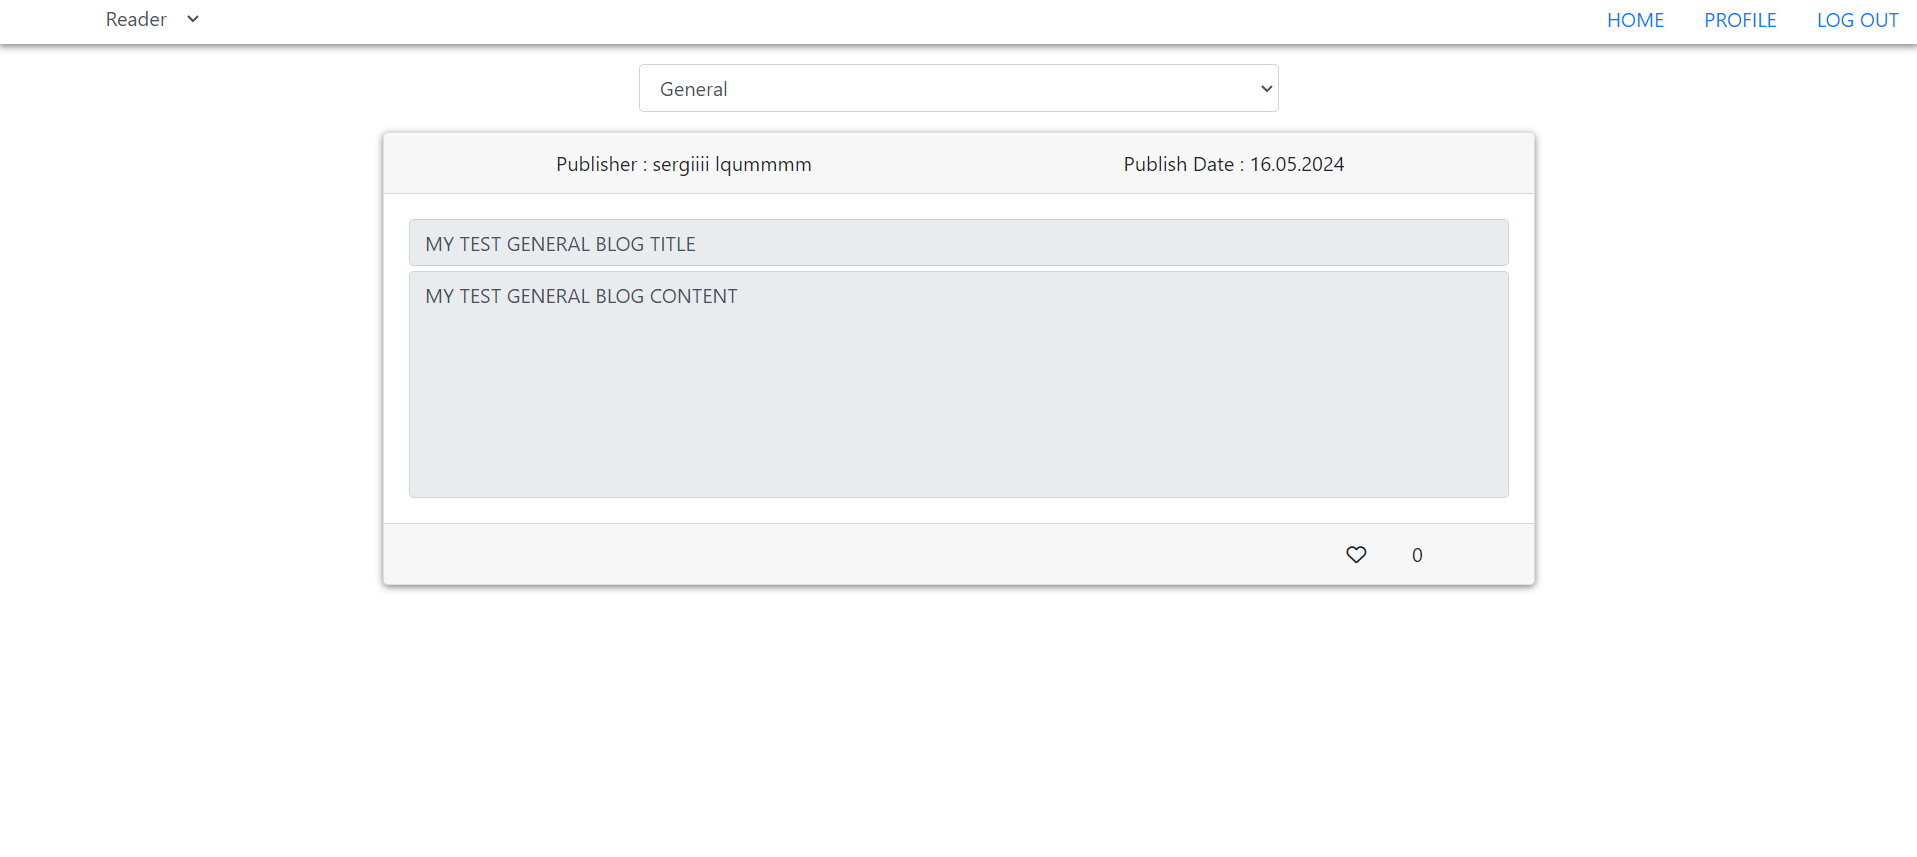 Reader HOME PROFILE LOG OUT
General
Publisher : sergiiii lqummmm Publish Date : 16.05.2024
MY TEST GENERAL BLOG TITLE
MY TEST GENERAL BLOG CONTENT
0